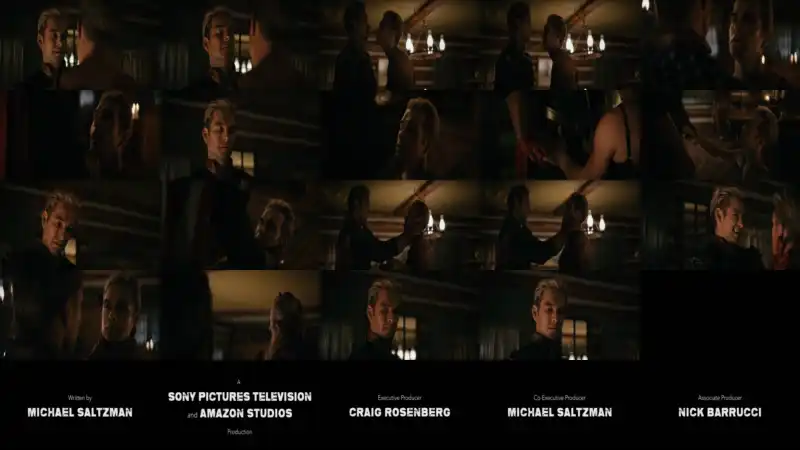 Written by
MICHAEL SALTZMAN
A
SONY PICTURES TELEVISION
and AMAZON STUDIOS
Production
Executive Producer
CRAIG ROSENBERG
Co-Executive Producer
MICHAEL SALTZMAN
Associate Producer
NICK BARRUCCI